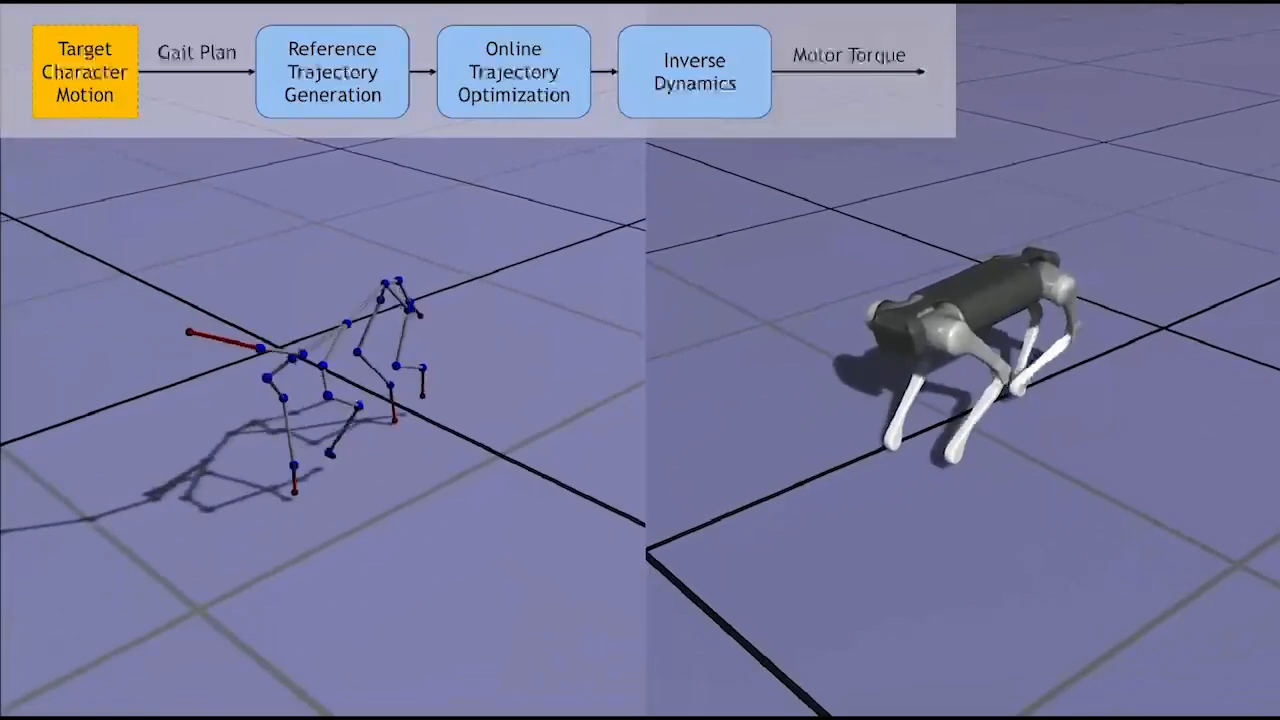 Target
Character
Motion
Gait Plan
Reference
Trajectory
Generation
Online
Trajectory
Optimization
Inverse
Dynamics
Motor Torque